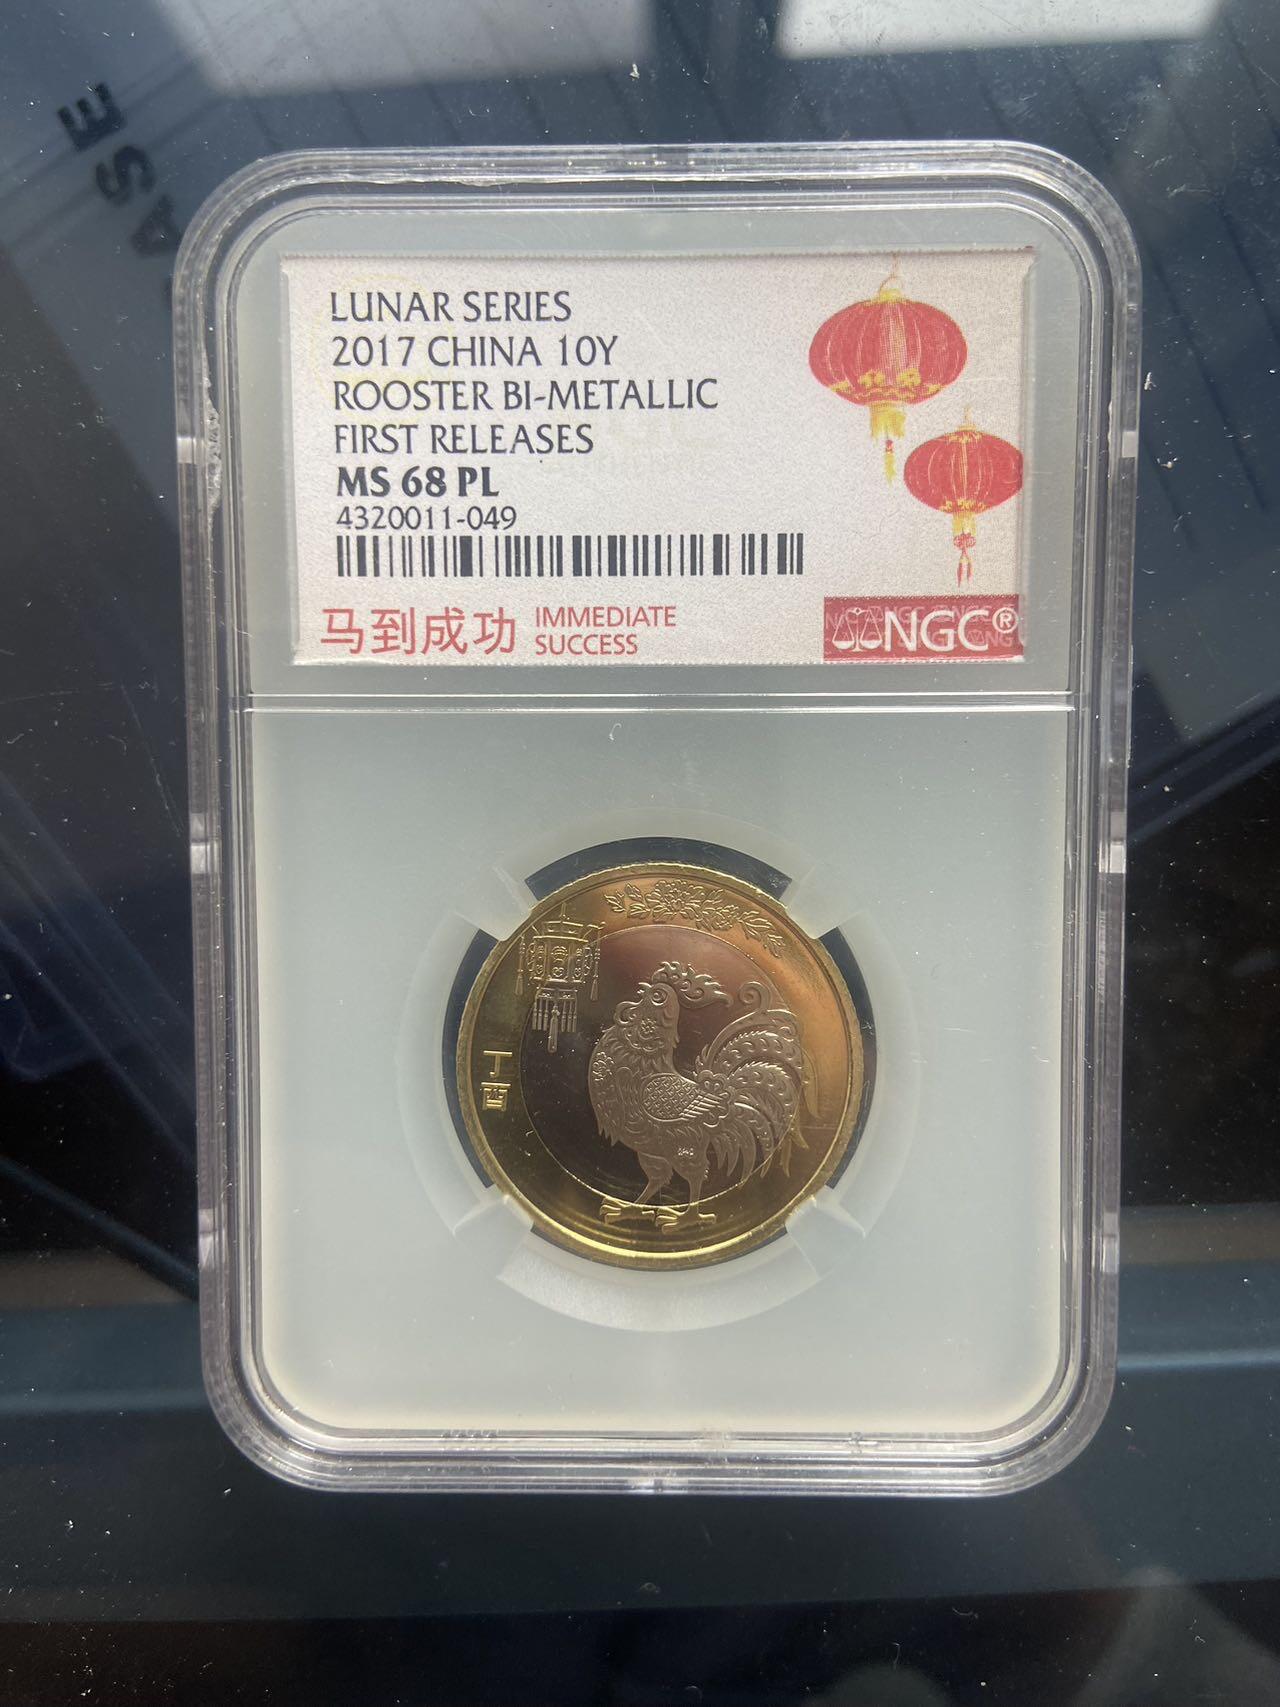 ASE
LUNAR SERIES
2017 CHINA 10Y
ROOSTER BI-METALLIC
FIRST RELEASES
MS 68 PL
4320011-049
马到成功 IMMEDIATE SUCCESS
NGC®
丁酉